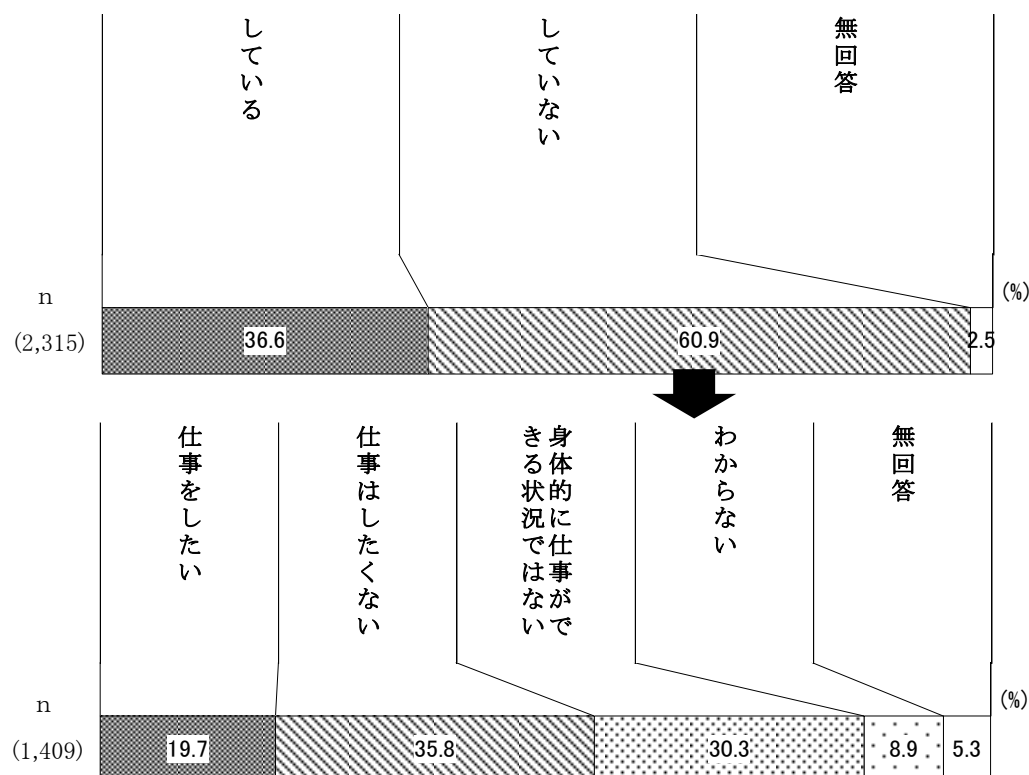 している
していない
無回答
(%)
n
(2,315)
36.6
60.9
2.5
仕事をしたい
仕事はしたくない
身体的に仕事がで
きる状況ではない
わからない
無回答
(%)
n
(1,409)
19.7
35.8
30.3
8.9
5.3